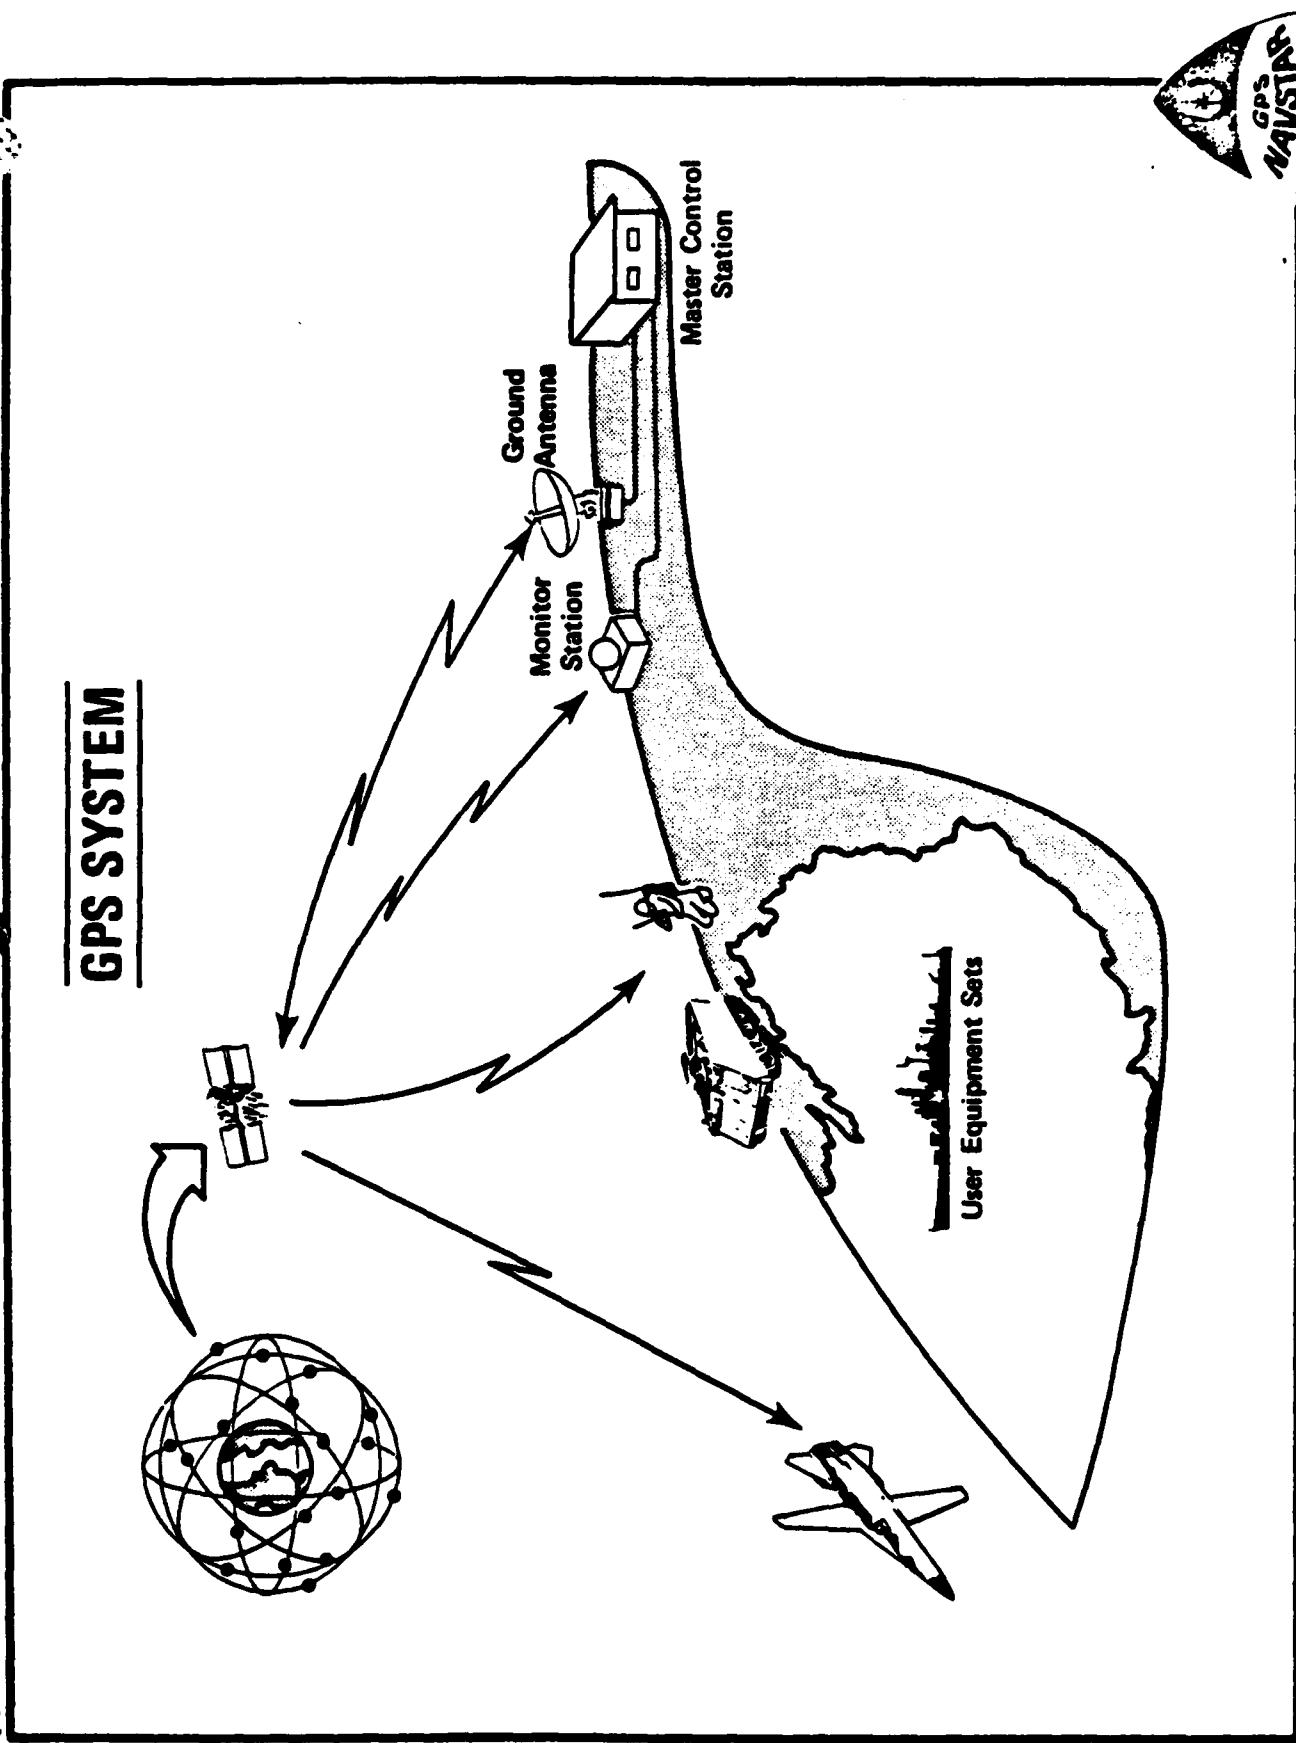 GPS SYSTEM
Ground
Antenna
Monitor
Station
Master Control
Station
User Equipment Sets
GPS
NAVSTAR